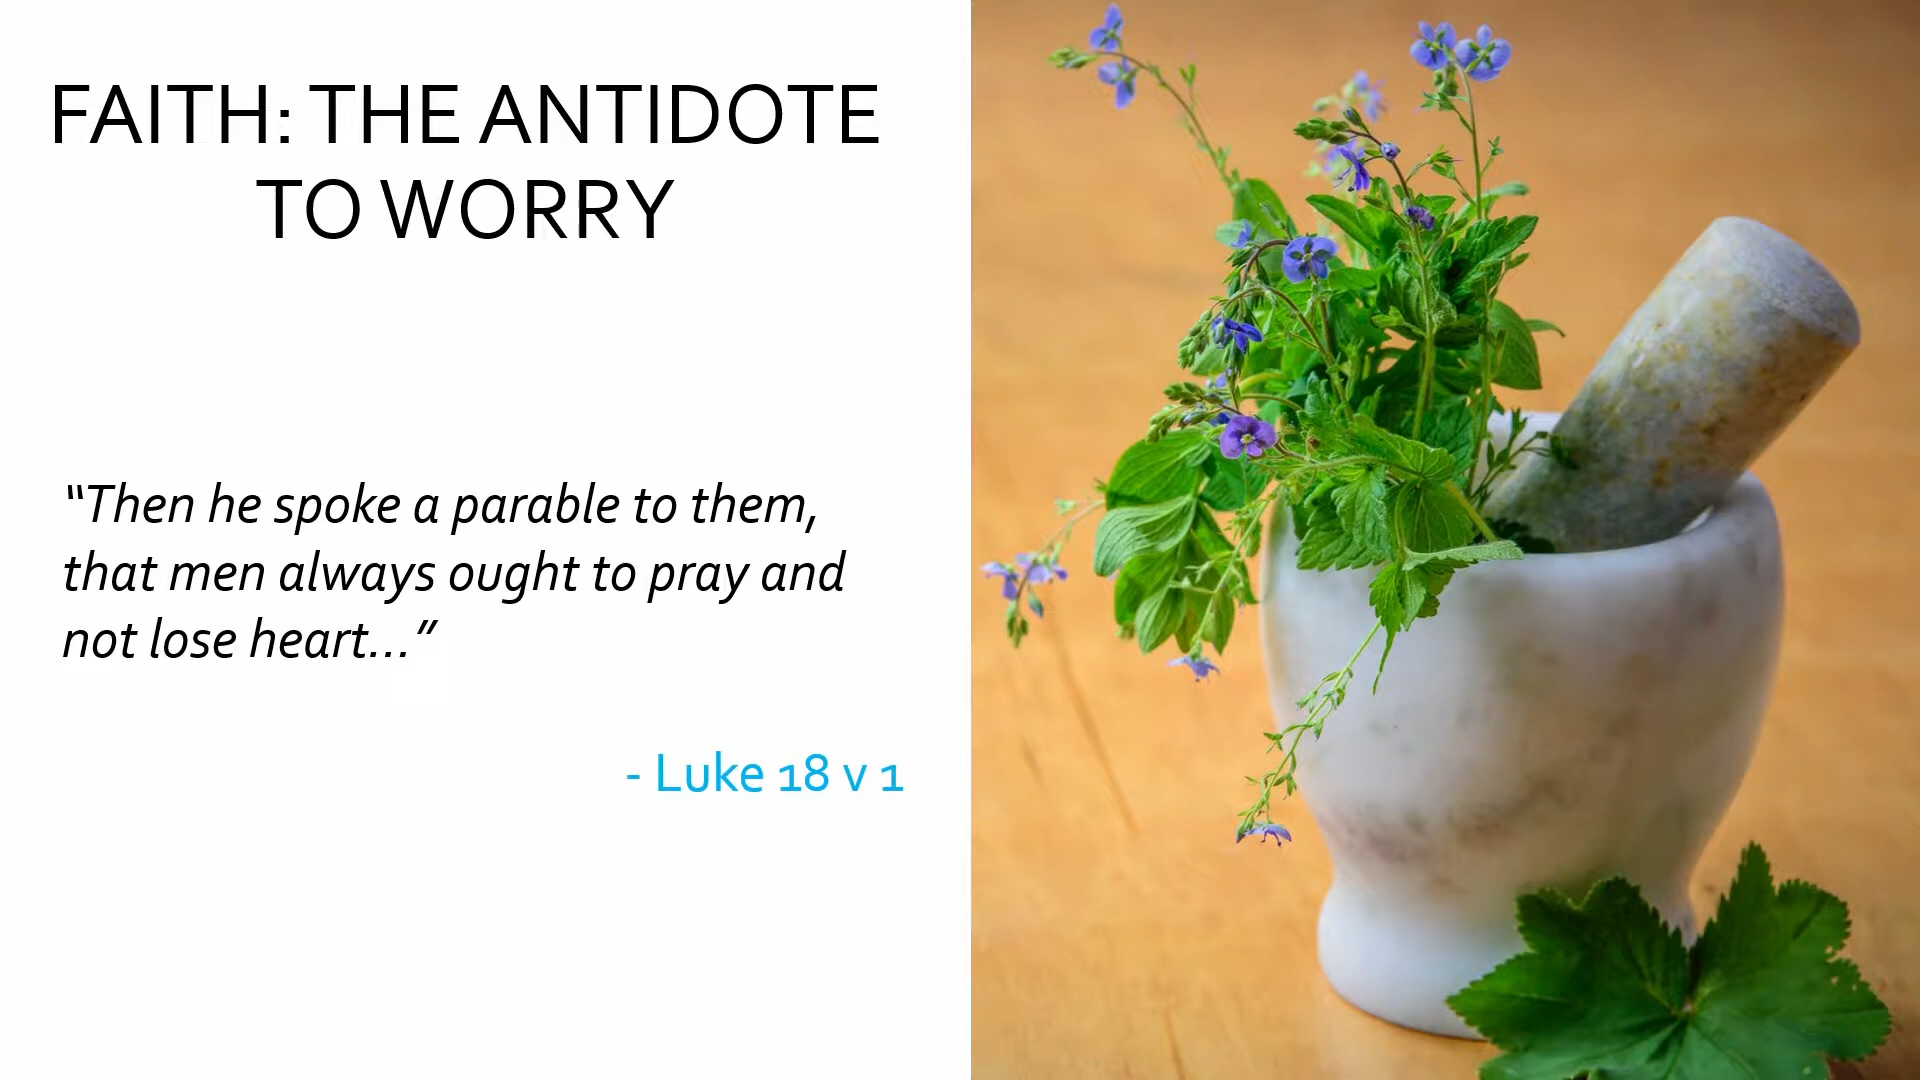 FAITH: THE ANTIDOTE
TO WORRY
“Then he spoke a parable to them,
that men always ought to pray and
not lose heart…”
- Luke 18 v 1